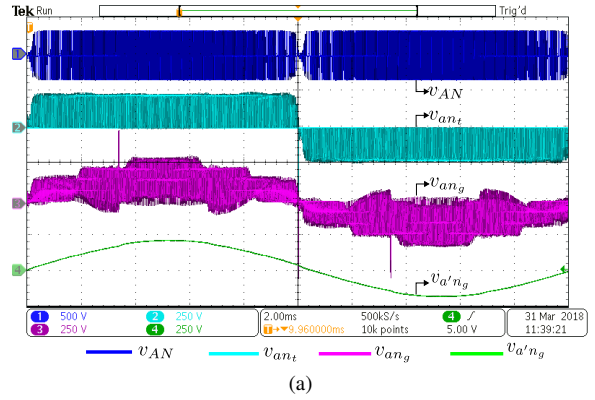 Tek Run Trig'd
T
1
v_{AN}
2
v_{an_t}
3
v_{an_g}
4
v_{a'n_g}
1 500 V 2 250 V
3 250 V 4 250 V
2.00ms 500kS/s 4 /
T→▼9.960000ms 10k points 5.00 V
31 Mar 2018
11:39:21
v_{AN} v_{an_t} v_{an_g} v_{a'n_g}
(a)